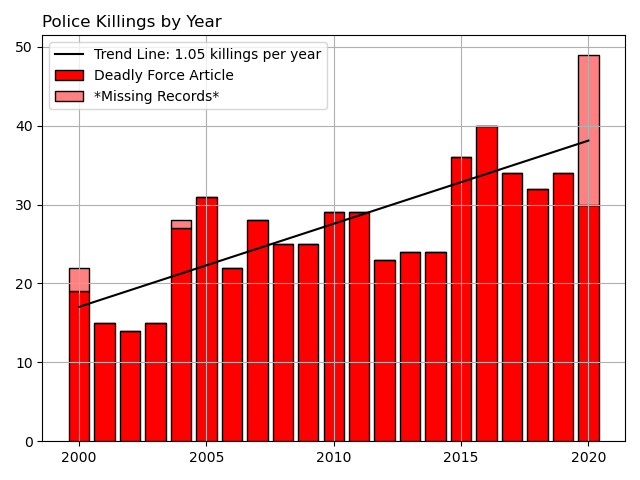 Police Killings by Year
50
40
30
20
10
0
Trend Line: 1.05 killings per year
Deadly Force Article
*Missing Records*
2000 2005 2010 2015 2020